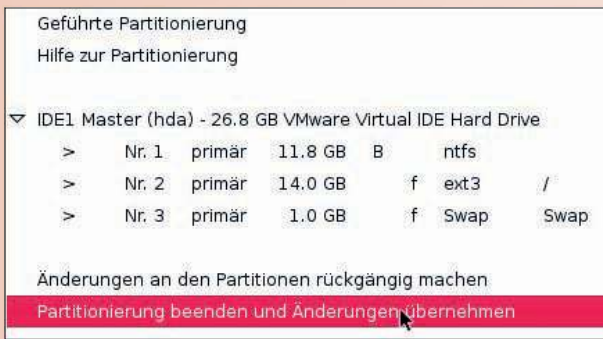 Geführte Partitionierung
Hilfe zur Partitionierung
IDE1 Master (hda) - 26.8 GB VMware Virtual IDE Hard Drive
> Nr. 1 primär 11.8 GB B ntfs
> Nr. 2 primär 14.0 GB f ext3 /
> Nr. 3 primär 1.0 GB f Swap Swap
Änderungen an den Partitionen rückgängig machen
Partitionierung beenden und Änderungen übernehmen